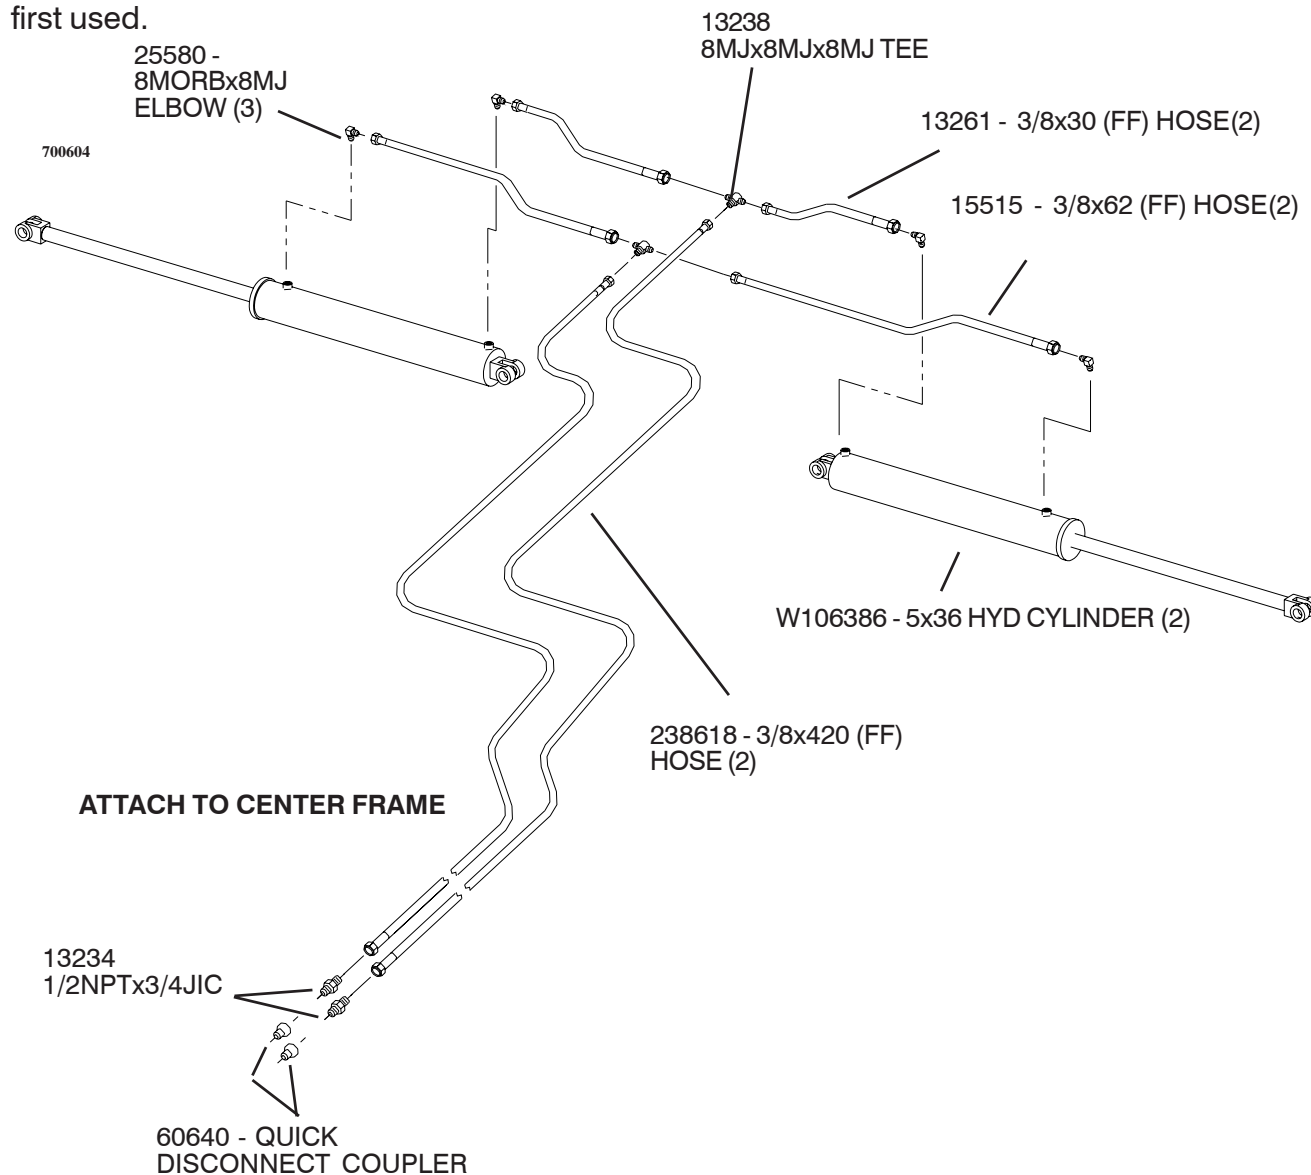 first used.
13238
8MJx8MJx8MJ TEE
25580 -
8MORBx8MJ
ELBOW (3)
13261 - 3/8x30 (FF) HOSE(2)
700604
15515 - 3/8x62 (FF) HOSE(2)
W106386 - 5x36 HYD CYLINDER (2)
238618 - 3/8x420 (FF)
HOSE (2)
ATTACH TO CENTER FRAME
13234
1/2NPTx3/4JIC
60640 - QUICK
DISCONNECT COUPLER